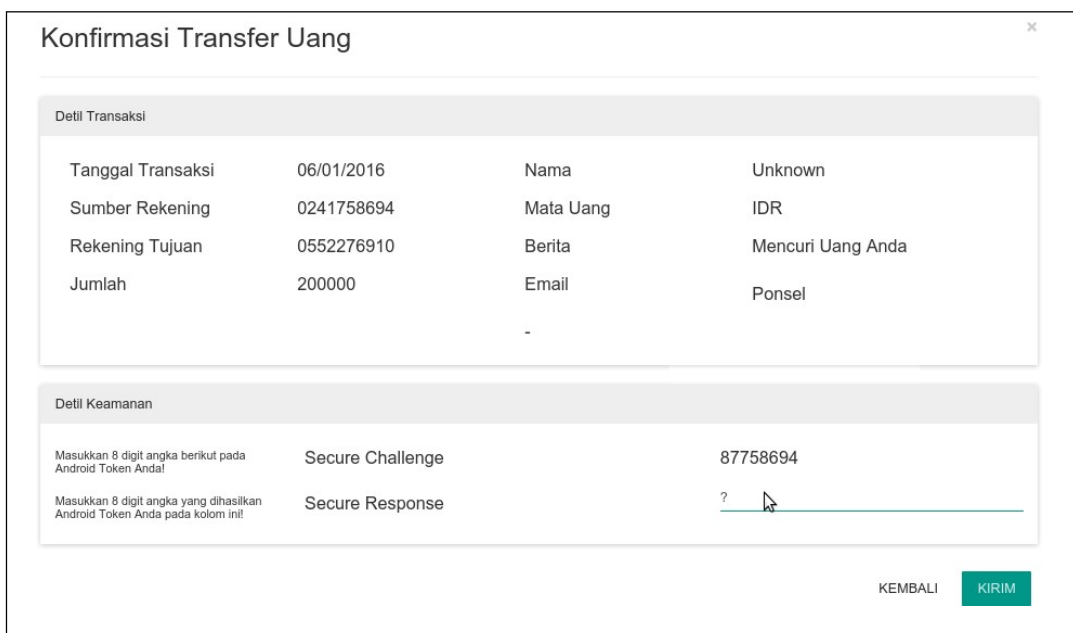 Konfirmasi Transfer Uang
×
Detil Transaksi
Tanggal Transaksi 06/01/2016 Nama Unknown
Sumber Rekening 0241758694 Mata Uang IDR
Rekening Tujuan 0552276910 Berita Mencuri Uang Anda
Jumlah 200000 Email Ponsel
-
Detil Keamanan
Masukkan 8 digit angka berikut pada
Android Token Anda!
Secure Challenge 87758694
Masukkan 8 digit angka yang dihasilkan
Android Token Anda pada kolom ini!
Secure Response ?
KEMBALI KIRIM